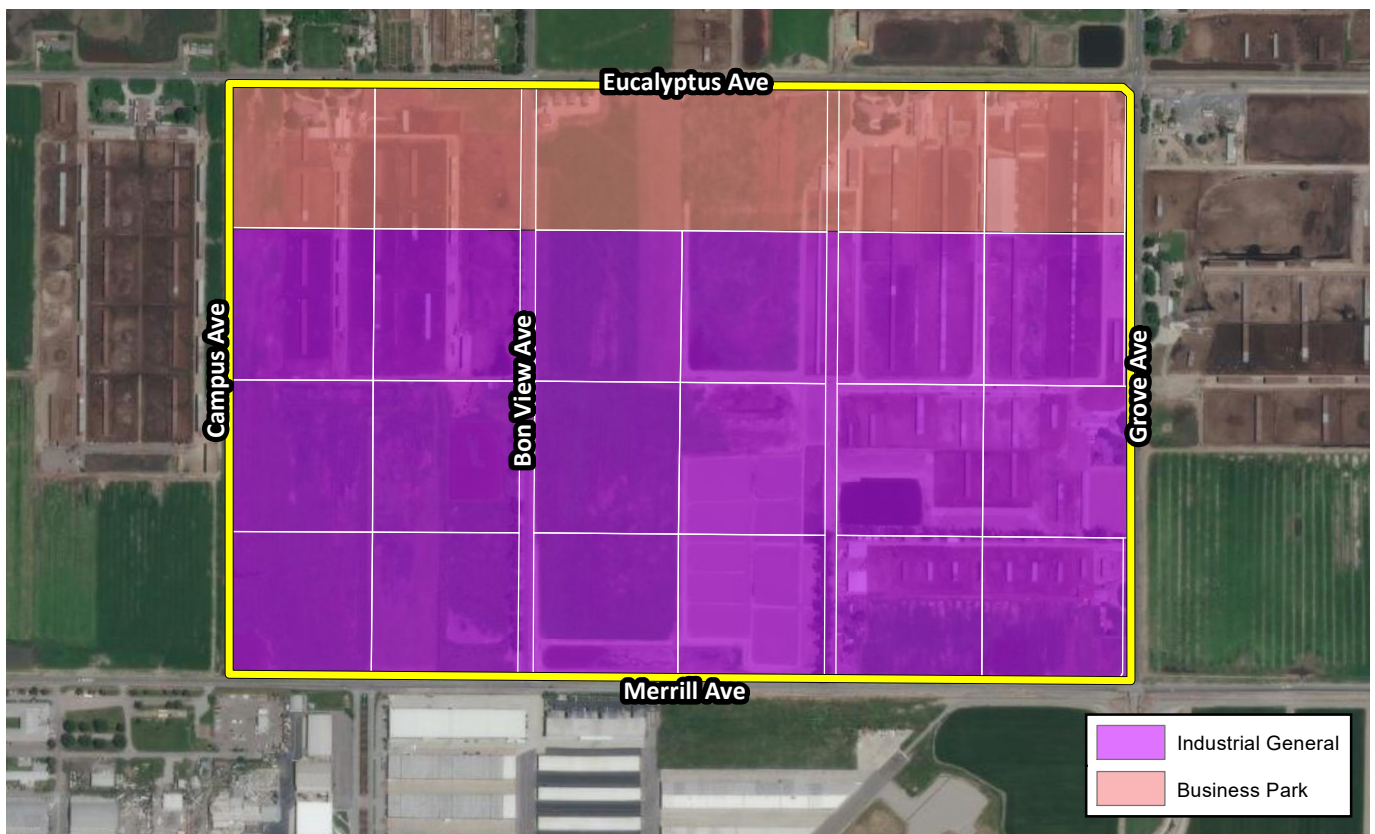 Eucalyptus Ave
Campus Ave
Bon View Ave
Grove Ave
Merrill Ave
Industrial General
Business Park